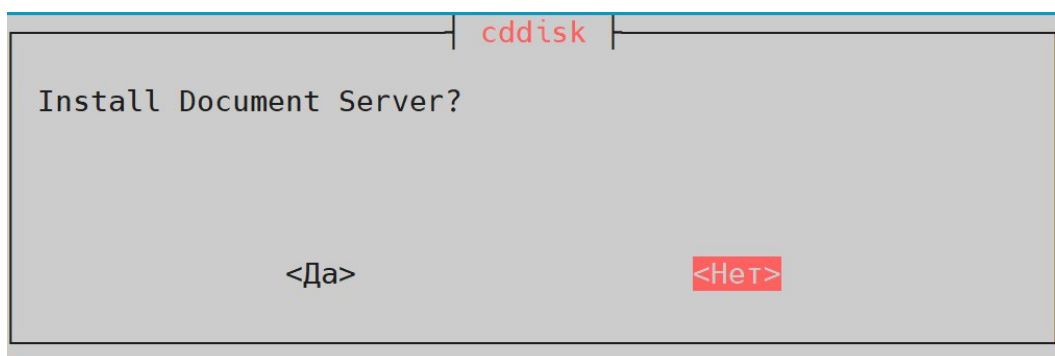 cddisk
Install Document Server?
<Да> <Нет>